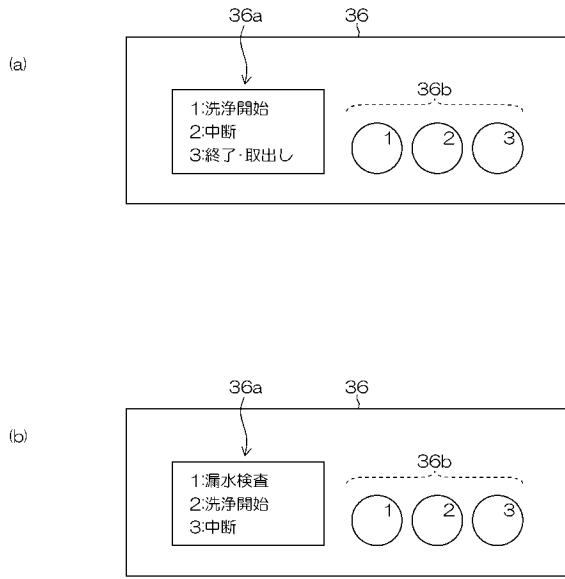 36a
36
(a)
36b
1:洗浄開始
2:中断
3:終了·取出し
1
2
3
36a
36
(b)
36b
1:漏水検査
2:洗浄開始
3:中断
1
2
3